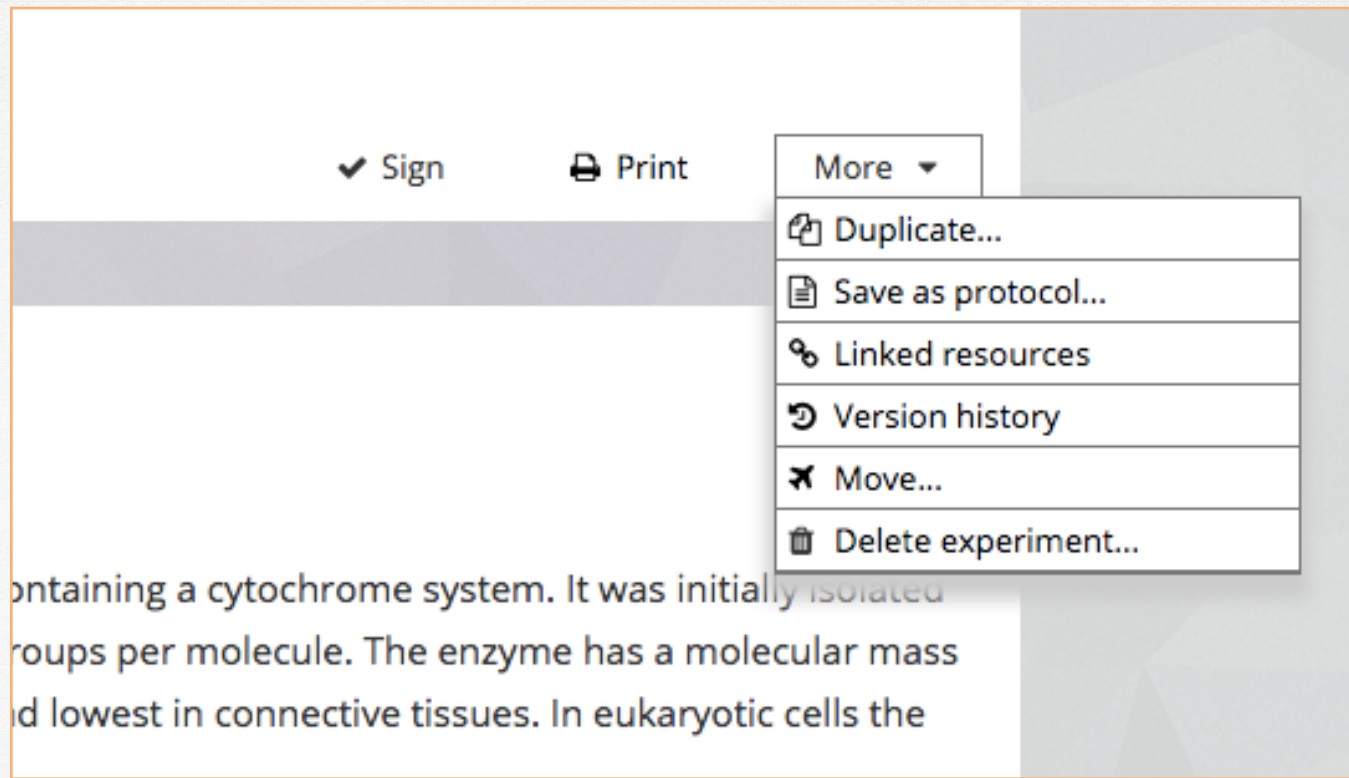 Sign Print More
Duplicate...
Save as protocol...
Linked resources
Version history
Move...
Delete experiment...
ontaining a cytochrome system. It was initially isolated
roups per molecule. The enzyme has a molecular mass
d lowest in connective tissues. In eukaryotic cells the